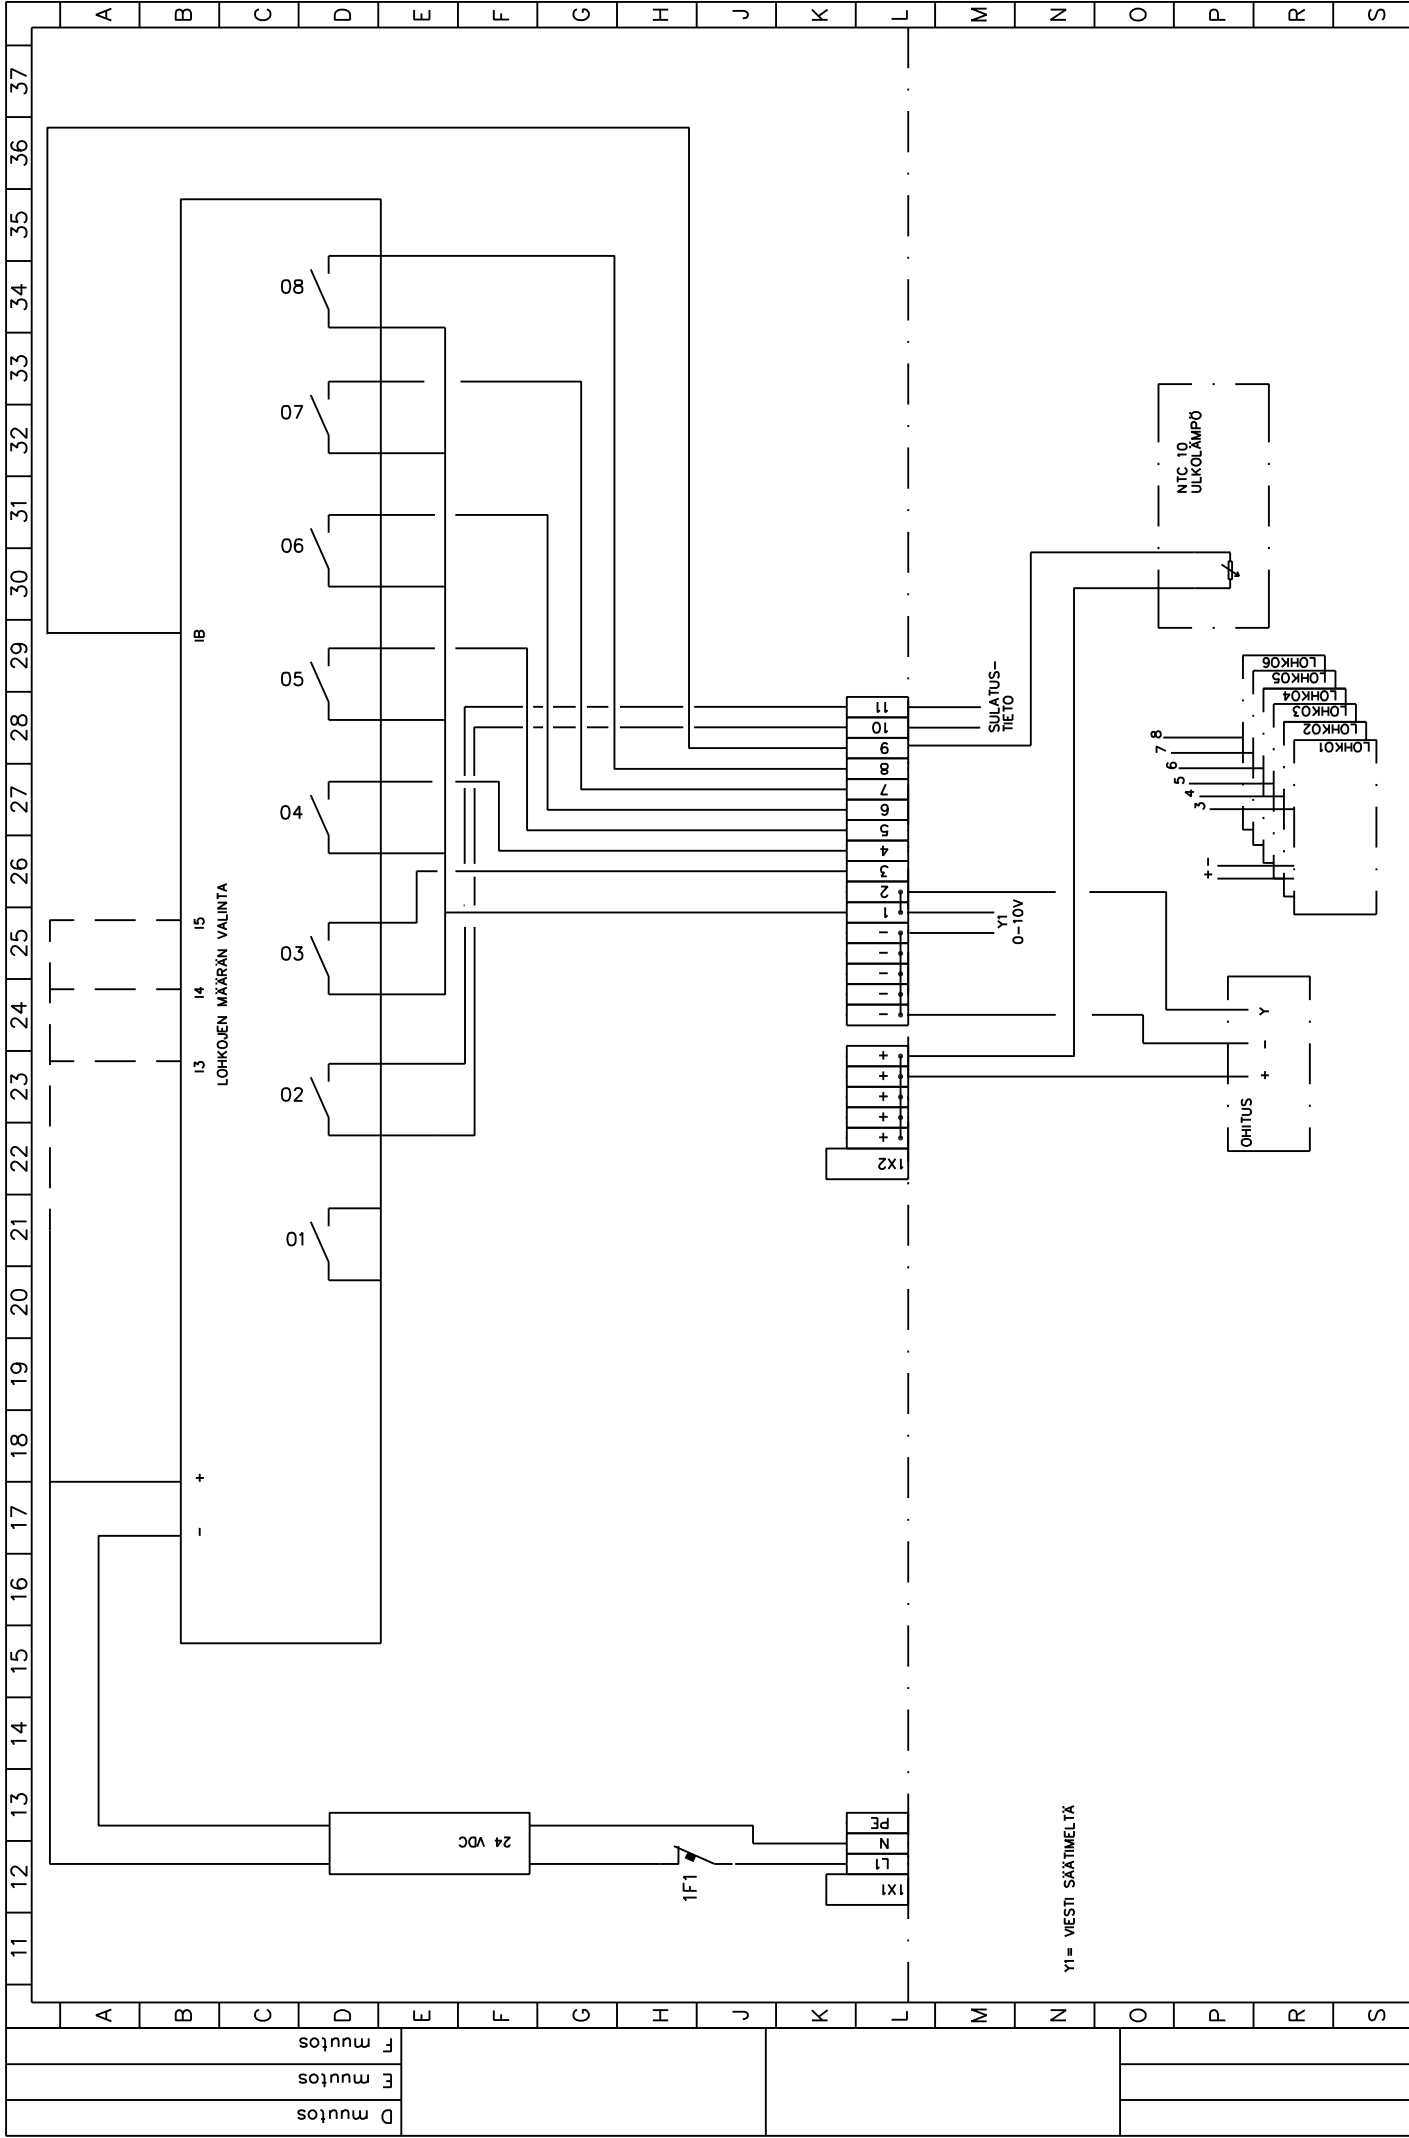 A B C D E F G H J K L M N O P R S
37
36
35
34
33
32
31
30
29
28
27
26
25
24
23
22
21
20
19
18
17
16
15
14
13
12
11
08
07
06
05
04
03
02
01
IB
I5
I4
I3
LOHKOJEN MÄÄRÄN VALINTA
+
-
24 VDC
1F1
11
10
9
8
7
6
5
4
3
2
1
-
-
-
-
-
+
+
+
+
+
1X2
PE
N
L1
1X1
SULATUS-
TIETO
Y1
0-10V
NTC 10
ULKOLÄMPÖ
LOHKO6
LOHKO5
LOHKO4
LOHKO3
LOHKO2
LOHKO1
8
7
6
5
4
3
+ -
Y
-
+
OHITUS
Y1= VIESTI SÄÄTIMELTÄ
A B C D E F G H J K L M N O P R S
F muutos
E muutos
D muutos